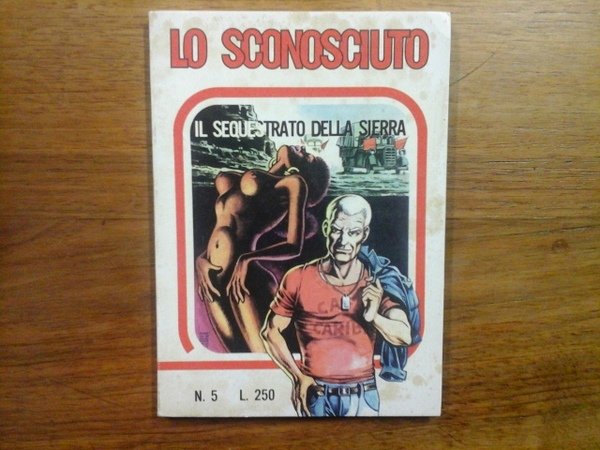 LO SCONOSCIUTO
IL SEQUESTRATO DELLA SIERRA
N. 5 L. 250